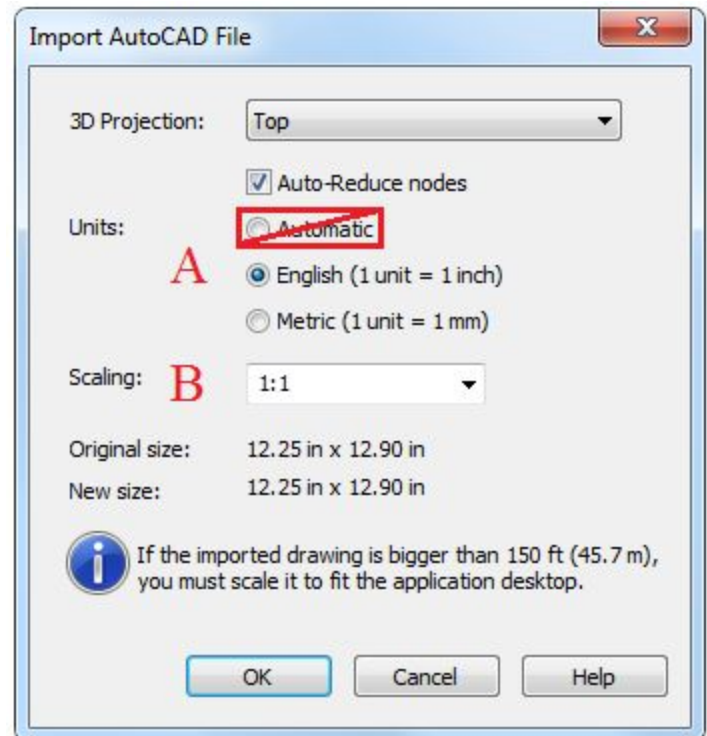 Import AutoCAD File
3D Projection: Top
Auto-Reduce nodes
Units: Automatic
A English (1 unit = 1 inch)
Metric (1 unit = 1 mm)
Scaling: B 1:1
Original size: 12.25 in x 12.90 in
New size: 12.25 in x 12.90 in
If the imported drawing is bigger than 150 ft (45.7 m),
you must scale it to fit the application desktop.
OK Cancel Help